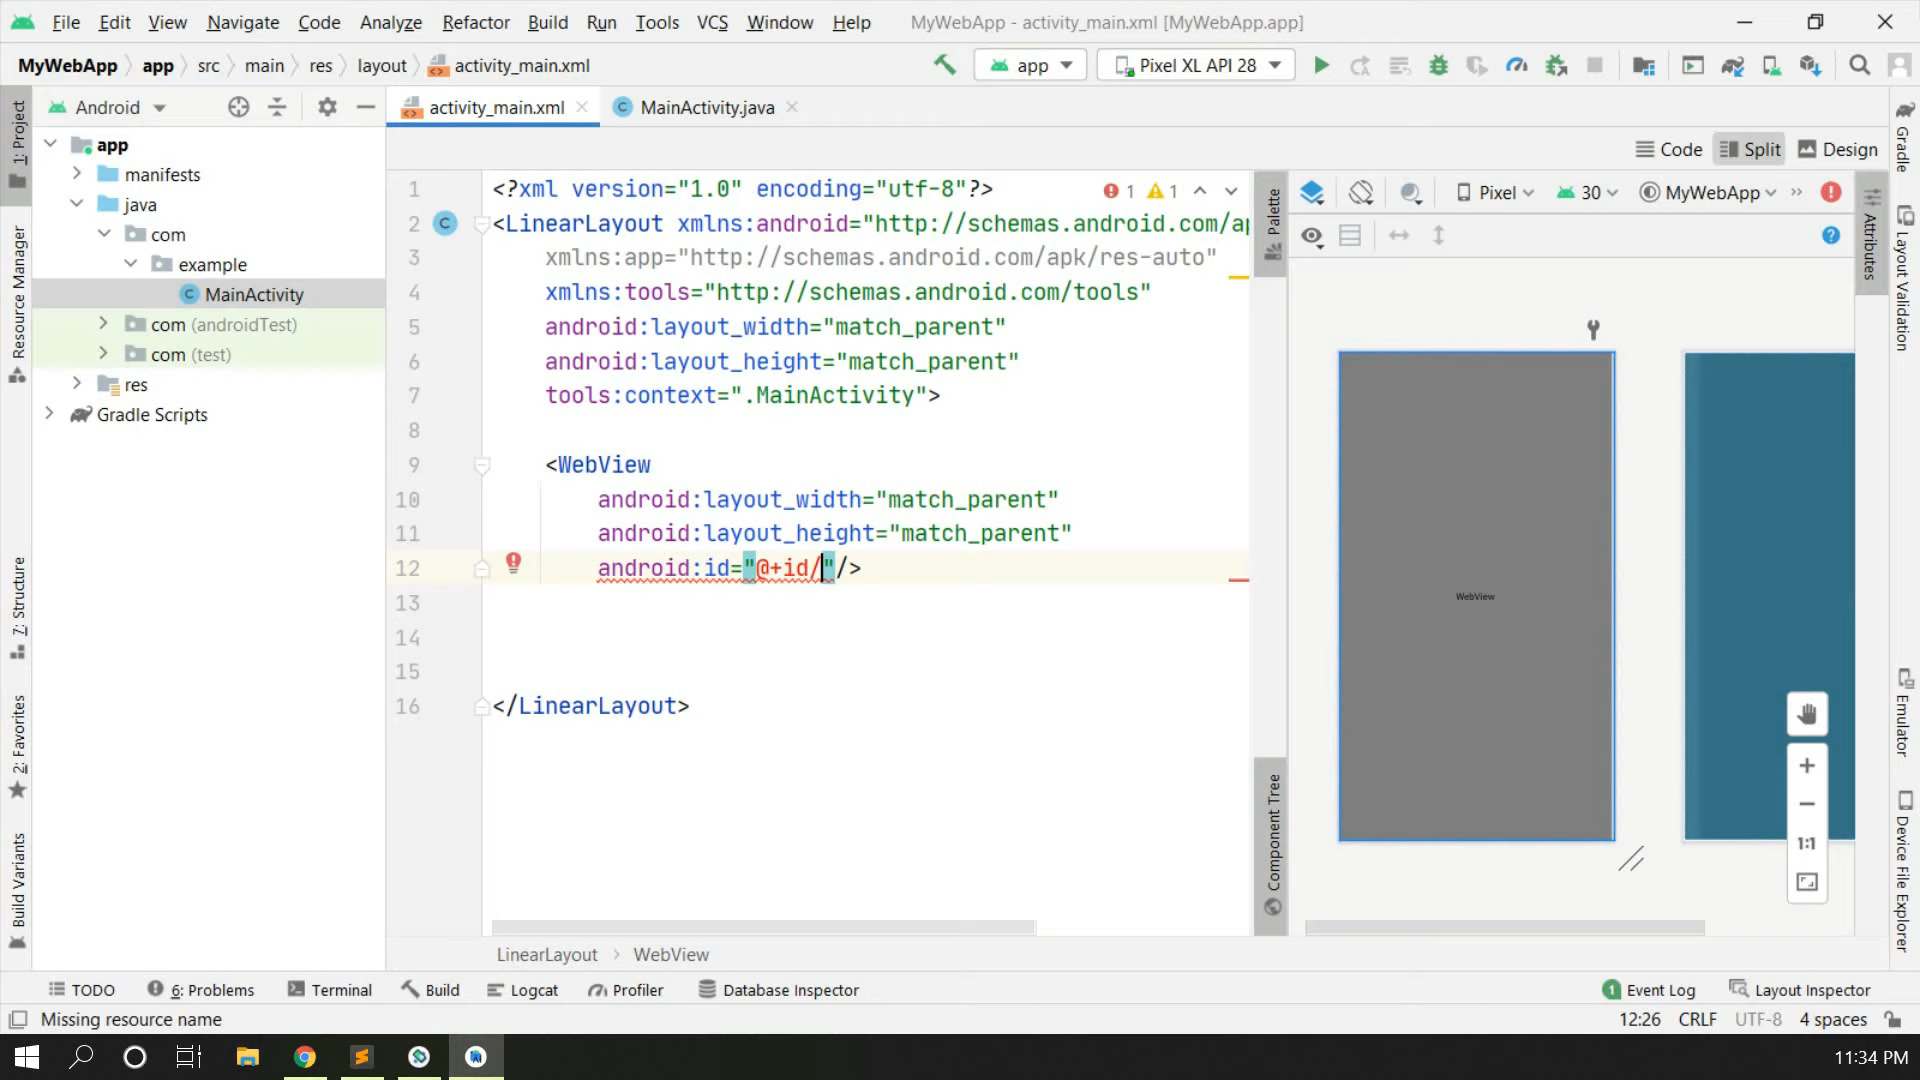 File Edit View Navigate Code Analyze Refactor Build Run Tools VCS Window Help MyWebApp - activity_main.xml [MyWebApp.app]
MyWebApp app src main res layout activity_main.xml app Pixel XL API 28
Android activity_main.xml MainActivity.java
Code Split Design
1: Project
Resource Manager
7: Structure
2: Favorites
Build Variants
app
manifests
java
com
example
MainActivity
com (androidTest)
com (test)
res
Gradle Scripts
1 <?xml version="1.0" encoding="utf-8"?>
2 <LinearLayout xmlns:android="http://schemas.android.com/ap
3 xmlns:app="http://schemas.android.com/apk/res-auto"
4 xmlns:tools="http://schemas.android.com/tools"
5 android:layout_width="match_parent"
6 android:layout_height="match_parent"
7 tools:context=".MainActivity">
8
9 <WebView
10 android:layout_width="match_parent"
11 android:layout_height="match_parent"
12 android:id="@+id/"/>
13
14
15
16 </LinearLayout>
1 1
Palette
Component Tree
Pixel 30 MyWebApp
WebView
1:1
Attributes
Gradle
Layout Validation
Emulator
Device File Explorer
LinearLayout WebView
TODO 6: Problems Terminal Build Logcat Profiler Database Inspector 1 Event Log Layout Inspector
Missing resource name 12:26 CRLF UTF-8 4 spaces
11:34 PM